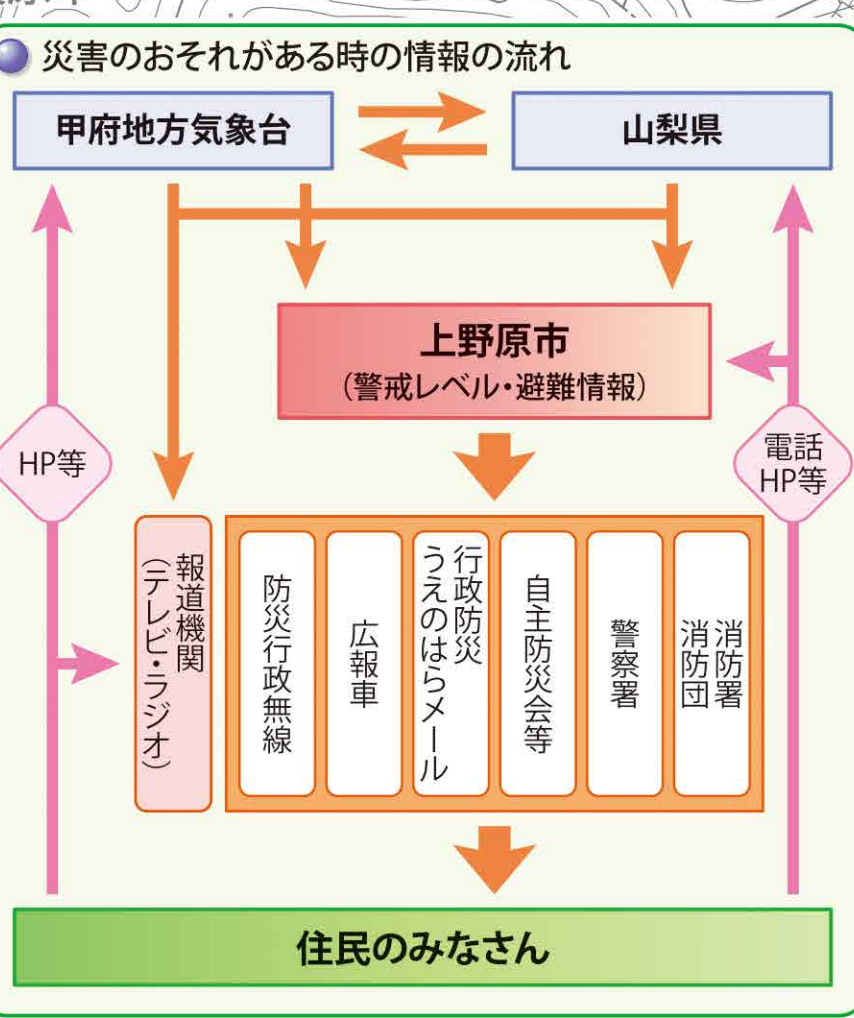 災害のおそれがある時の情報の流れ
甲府地方気象台
山梨県
上野原市
（警戒レベル・避難情報）
HP等
電話
HP等
報道機関
（テレビ・ラジオ）
防災行政無線
広報車
行政防災
うえのはらメール
自主防災会等
警察署
消防署
消防団
住民のみなさん